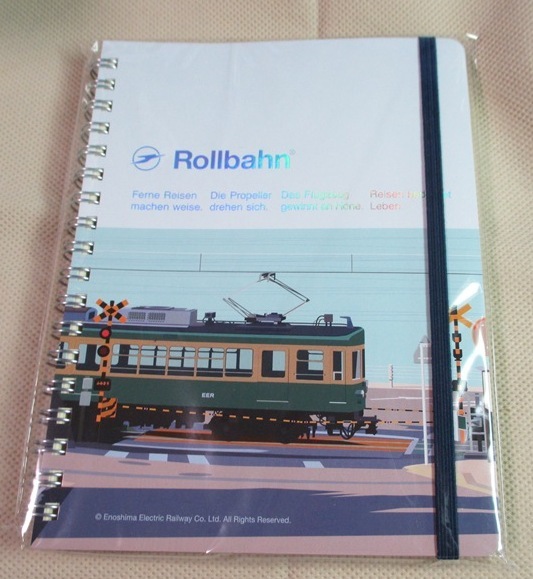 Rollbahn®
Ferne Reisen Die Propeller Das Flugzeug Reisen
machen weise. drehen sich. gewinnt an Höhe. Leben.
EER
© Enoshima Electric Railway Co. Ltd. All Rights Reserved.